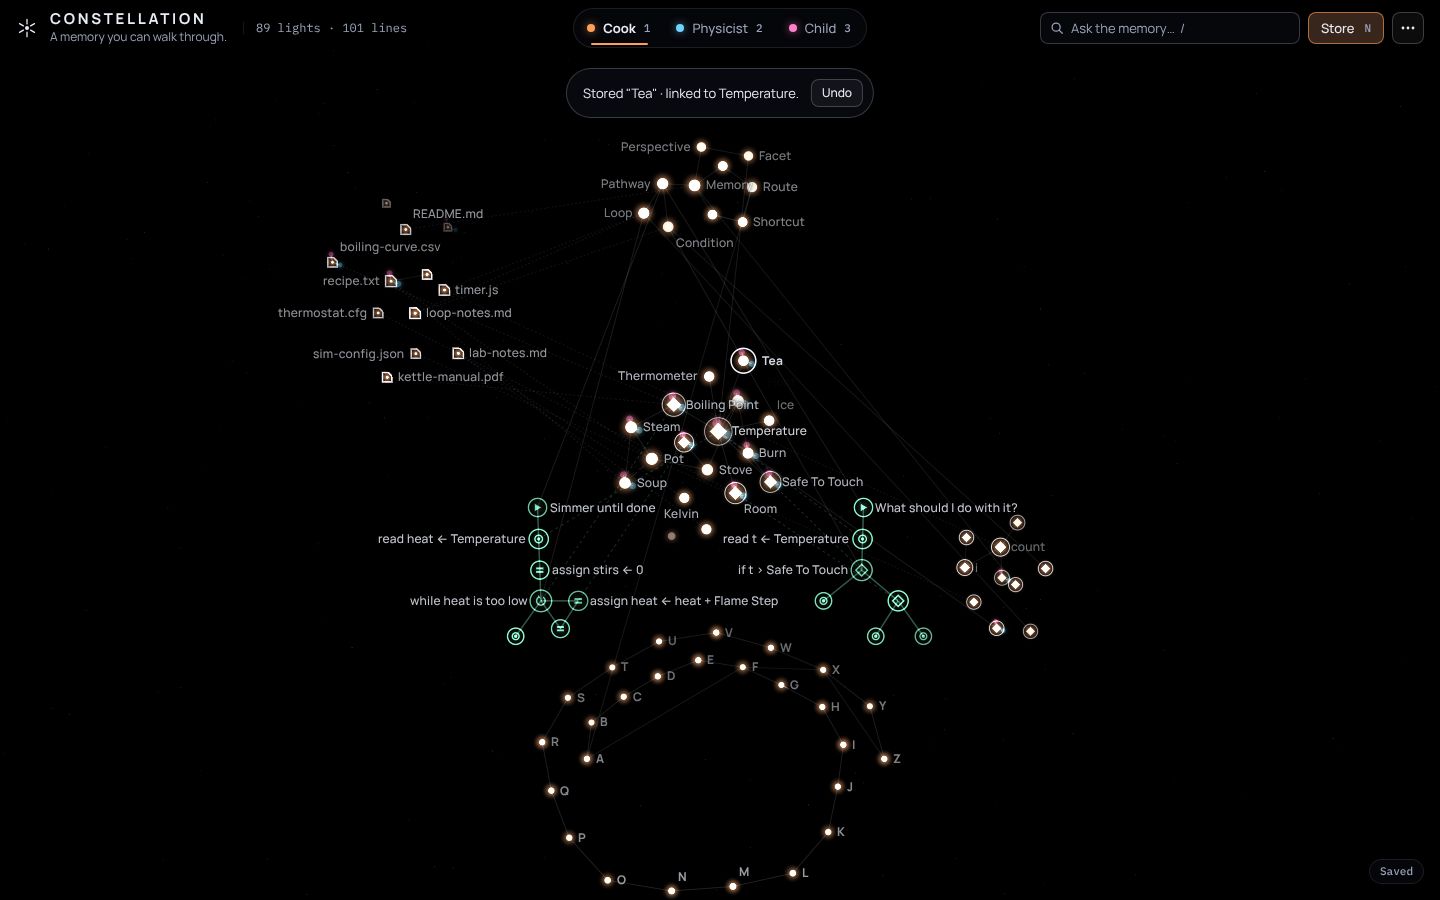 CONSTELLATION
A memory you can walk through.
89 lights · 101 lines
Cook 1
Physicist 2
Child 3
Ask the memory… /
Store N
Stored "Tea" · linked to Temperature.
Undo
Perspective
Facet
Pathway
Memory
Route
Loop
Shortcut
Condition
README.md
boiling-curve.csv
recipe.txt
timer.js
thermostat.cfg
loop-notes.md
sim-config.json
lab-notes.md
kettle-manual.pdf
Tea
Thermometer
Boiling Point
Ice
Steam
Temperature
Burn
Pot
Stove
Soup
Safe To Touch
Kelvin
Room
Simmer until done
What should I do with it?
read heat ← Temperature
read t ← Temperature
count
assign stirs ← 0
if t > Safe To Touch
i
while heat is too low
assign heat ← heat + Flame Step
U
V
W
T
E
F
X
D
G
S
C
H
Y
B
R
I
A
Z
Q
J
P
K
O
N
M
L
Saved